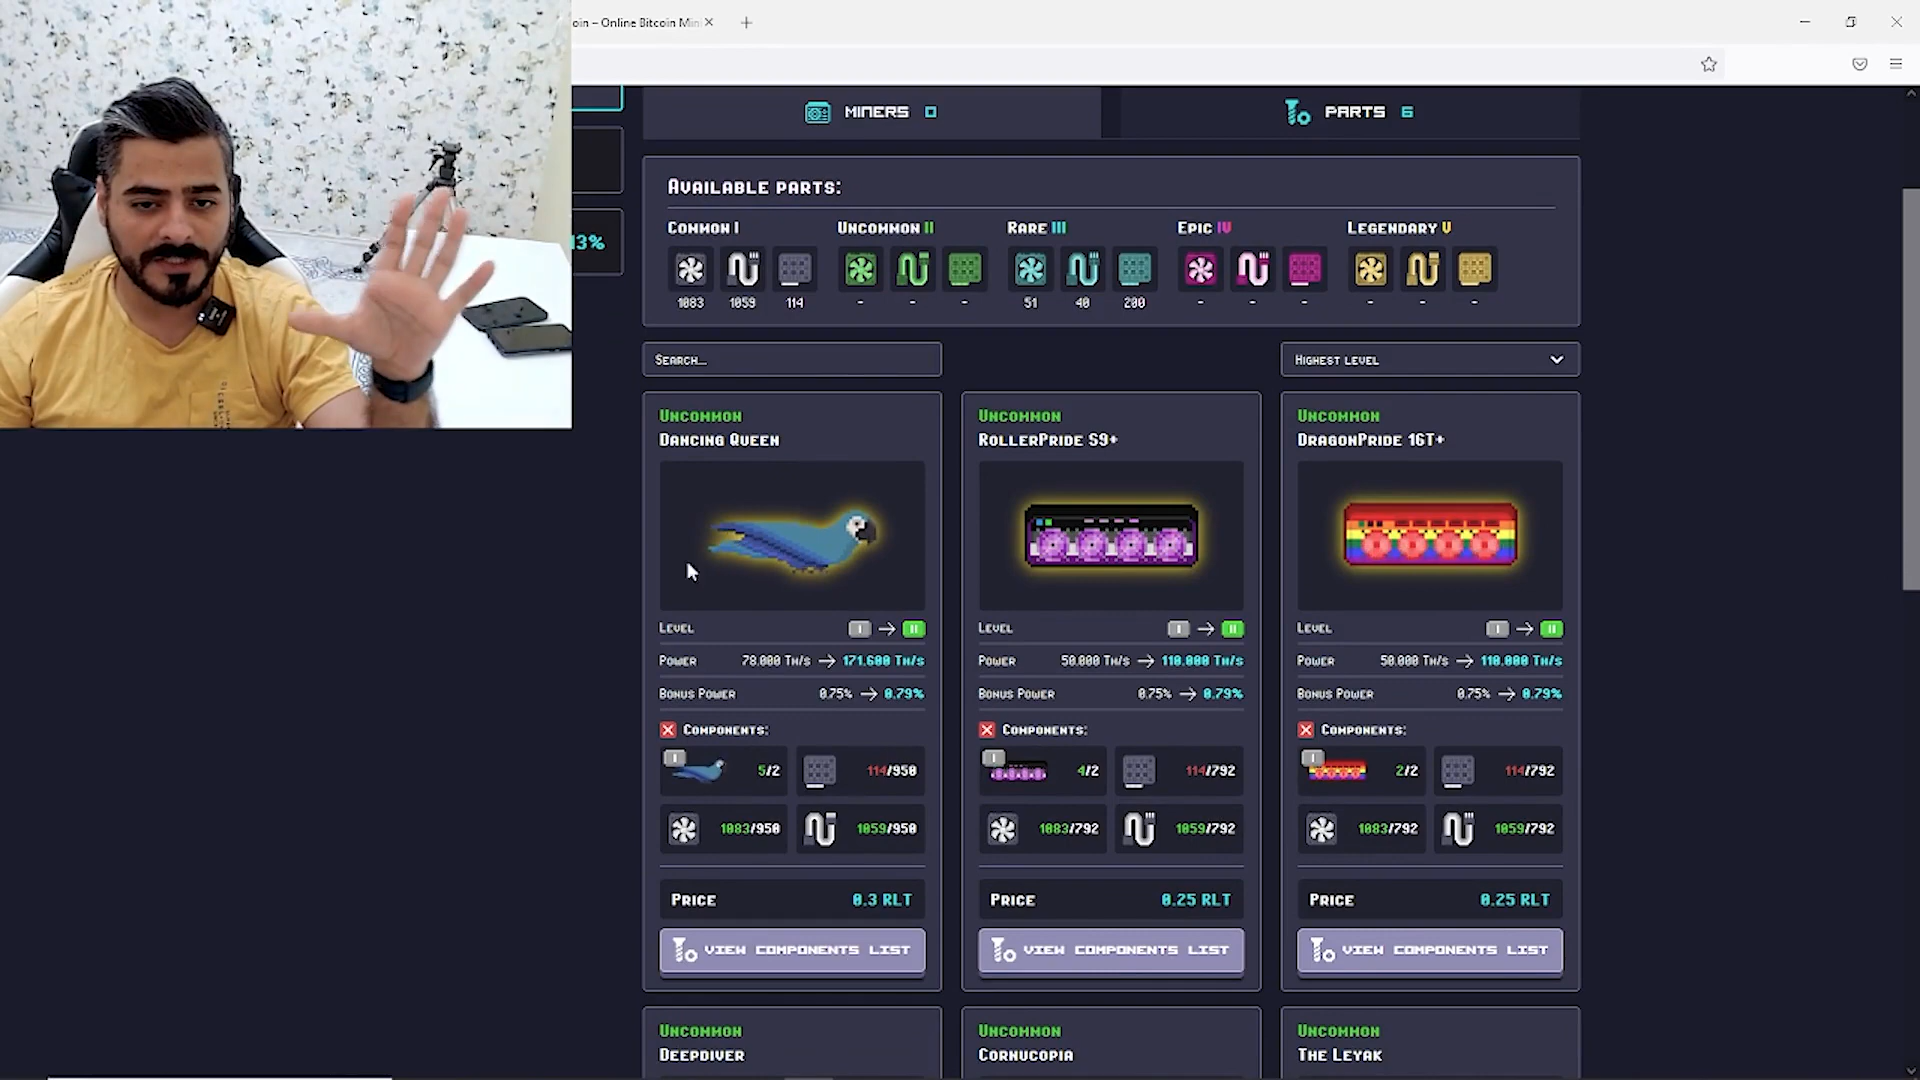 oin – Online Bitcoin Min
MINERS 0
PARTS 6
13%
AVAILABLE PARTS:
COMMON I
UNCOMMON II
RARE III
EPIC IV
LEGENDARY V
1083 1059 114 - - - 51 40 200 - - - - - -
SEARCH...
HIGHEST LEVEL
UNCOMMON
DANCING QUEEN
LEVEL I → II
POWER 78.000 TH/S → 171.600 TH/S
BONUS POWER 0.75% → 0.79%
COMPONENTS:
I 5/2 114/950
1083/950 1059/950
PRICE 0.3 RLT
VIEW COMPONENTS LIST
UNCOMMON
ROLLERPRIDE S9+
LEVEL I → II
POWER 50.000 TH/S → 110.000 TH/S
BONUS POWER 0.75% → 0.79%
COMPONENTS:
I 4/2 114/792
1083/792 1059/792
PRICE 0.25 RLT
VIEW COMPONENTS LIST
UNCOMMON
DRAGONPRIDE 16T+
LEVEL I → II
POWER 50.000 TH/S → 110.000 TH/S
BONUS POWER 0.75% → 0.79%
COMPONENTS:
I 2/2 114/792
1083/792 1059/792
PRICE 0.25 RLT
VIEW COMPONENTS LIST
UNCOMMON
DEEPDIVER
UNCOMMON
CORNUCOPIA
UNCOMMON
THE LEYAK